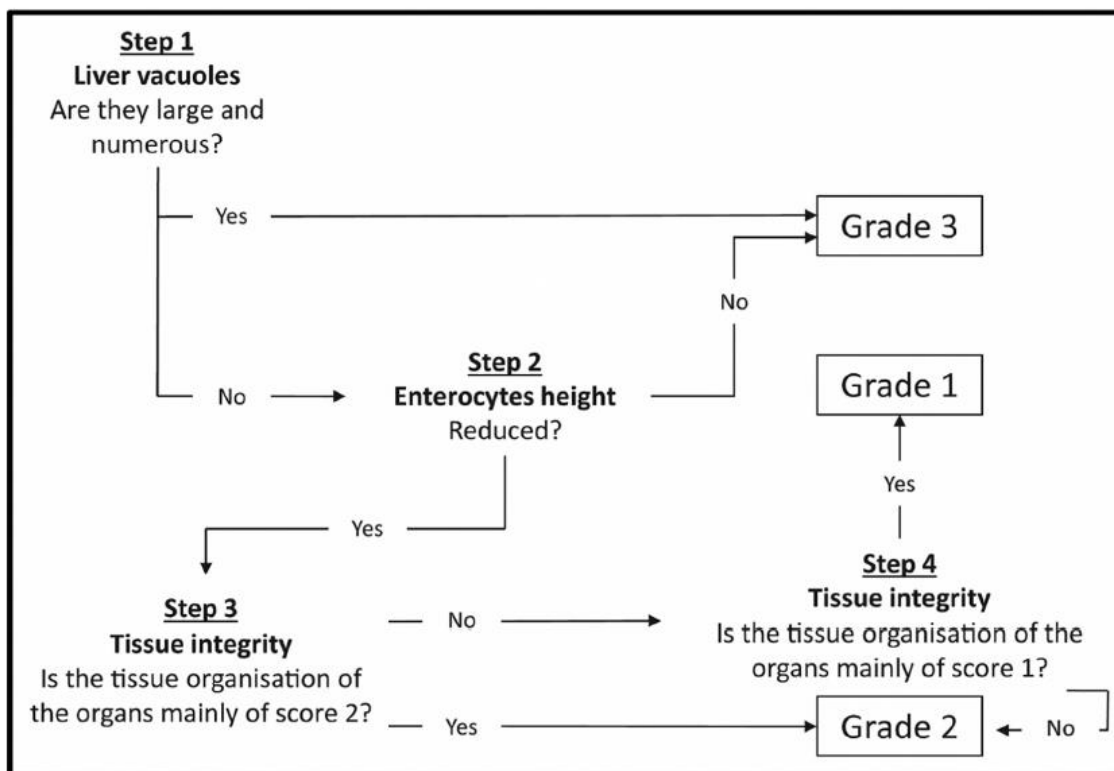 Step 1
Liver vacuoles
Are they large and
numerous?
Yes
Grade 3
No
Step 2
Enterocytes height
Reduced?
No
Grade 1
Yes
Yes
Step 3
Tissue integrity
Is the tissue organisation of
the organs mainly of score 2?
No
Step 4
Tissue integrity
Is the tissue organisation of the
organs mainly of score 1?
Yes
Grade 2
No